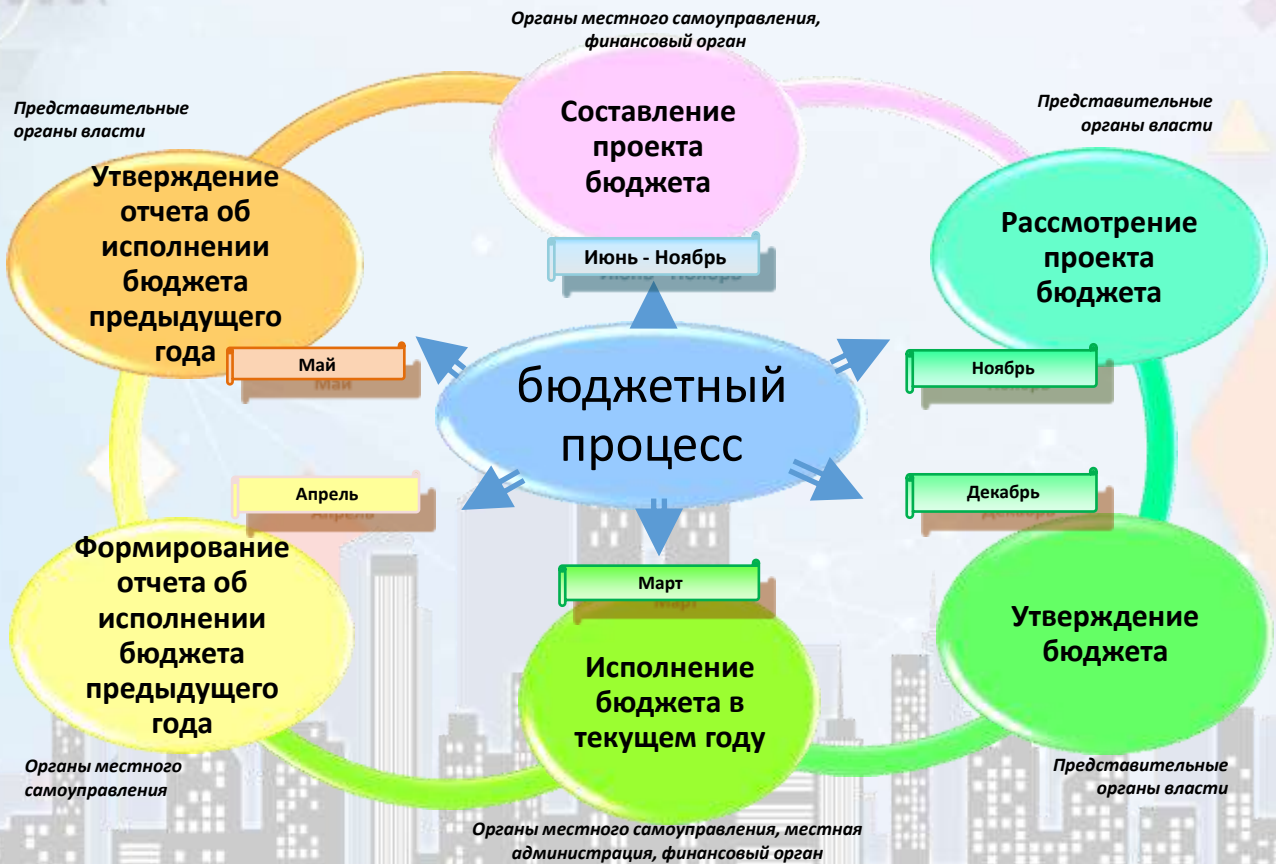 Органы местного самоуправления,
финансовый орган
Составление
проекта
бюджета
Июнь - Ноябрь
Представительные
органы власти
Рассмотрение
проекта
бюджета
Ноябрь
Декабрь
Утверждение
бюджета
Представительные
органы власти
Март
Исполнение
бюджета в
текущем году
Органы местного самоуправления, местная
администрация, финансовый орган
Апрель
Формирование
отчета об
исполнении
бюджета
предыдущего
года
Органы местного
самоуправления
Представительные
органы власти
Утверждение
отчета об
исполнении
бюджета
предыдущего
года
Май
бюджетный
процесс